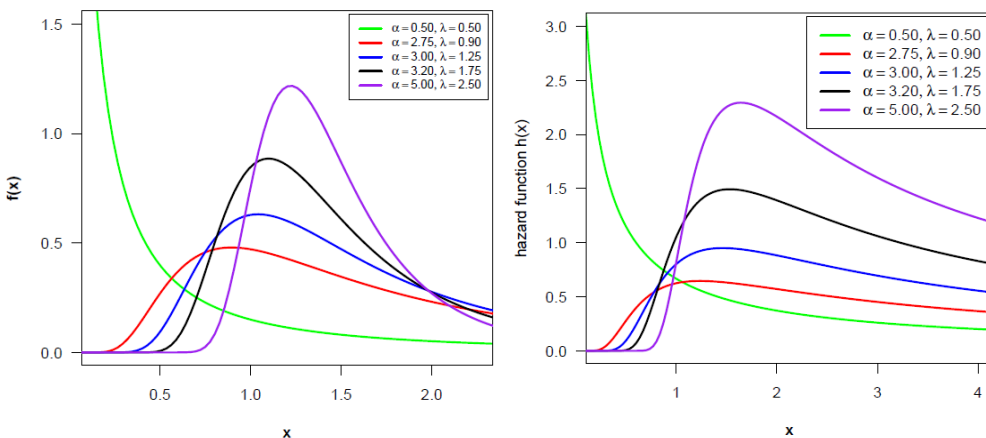 1.5
1.0
0.5
0.0
f(x)
0.5
1.0
1.5
2.0
x
α = 0.50, λ = 0.50
α = 2.75, λ = 0.90
α = 3.00, λ = 1.25
α = 3.20, λ = 1.75
α = 5.00, λ = 2.50
3.0
2.5
2.0
1.5
1.0
0.5
0.0
hazard function h(x)
1
2
3
4
x
α = 0.50, λ = 0.50
α = 2.75, λ = 0.90
α = 3.00, λ = 1.25
α = 3.20, λ = 1.75
α = 5.00, λ = 2.50